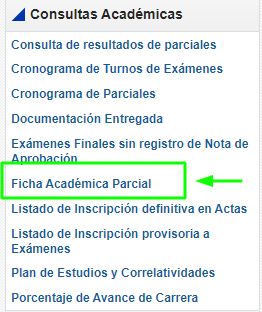 Consultas Académicas
Consulta de resultados de parciales
Cronograma de Turnos de Exámenes
Cronograma de Parciales
Documentación Entregada
Exámenes Finales sin registro de Nota de
Aprobación
Ficha Académica Parcial
Listado de Inscripción definitiva en Actas
Listado de Inscripción provisoria a
Exámenes
Plan de Estudios y Correlatividades
Porcentaje de Avance de Carrera